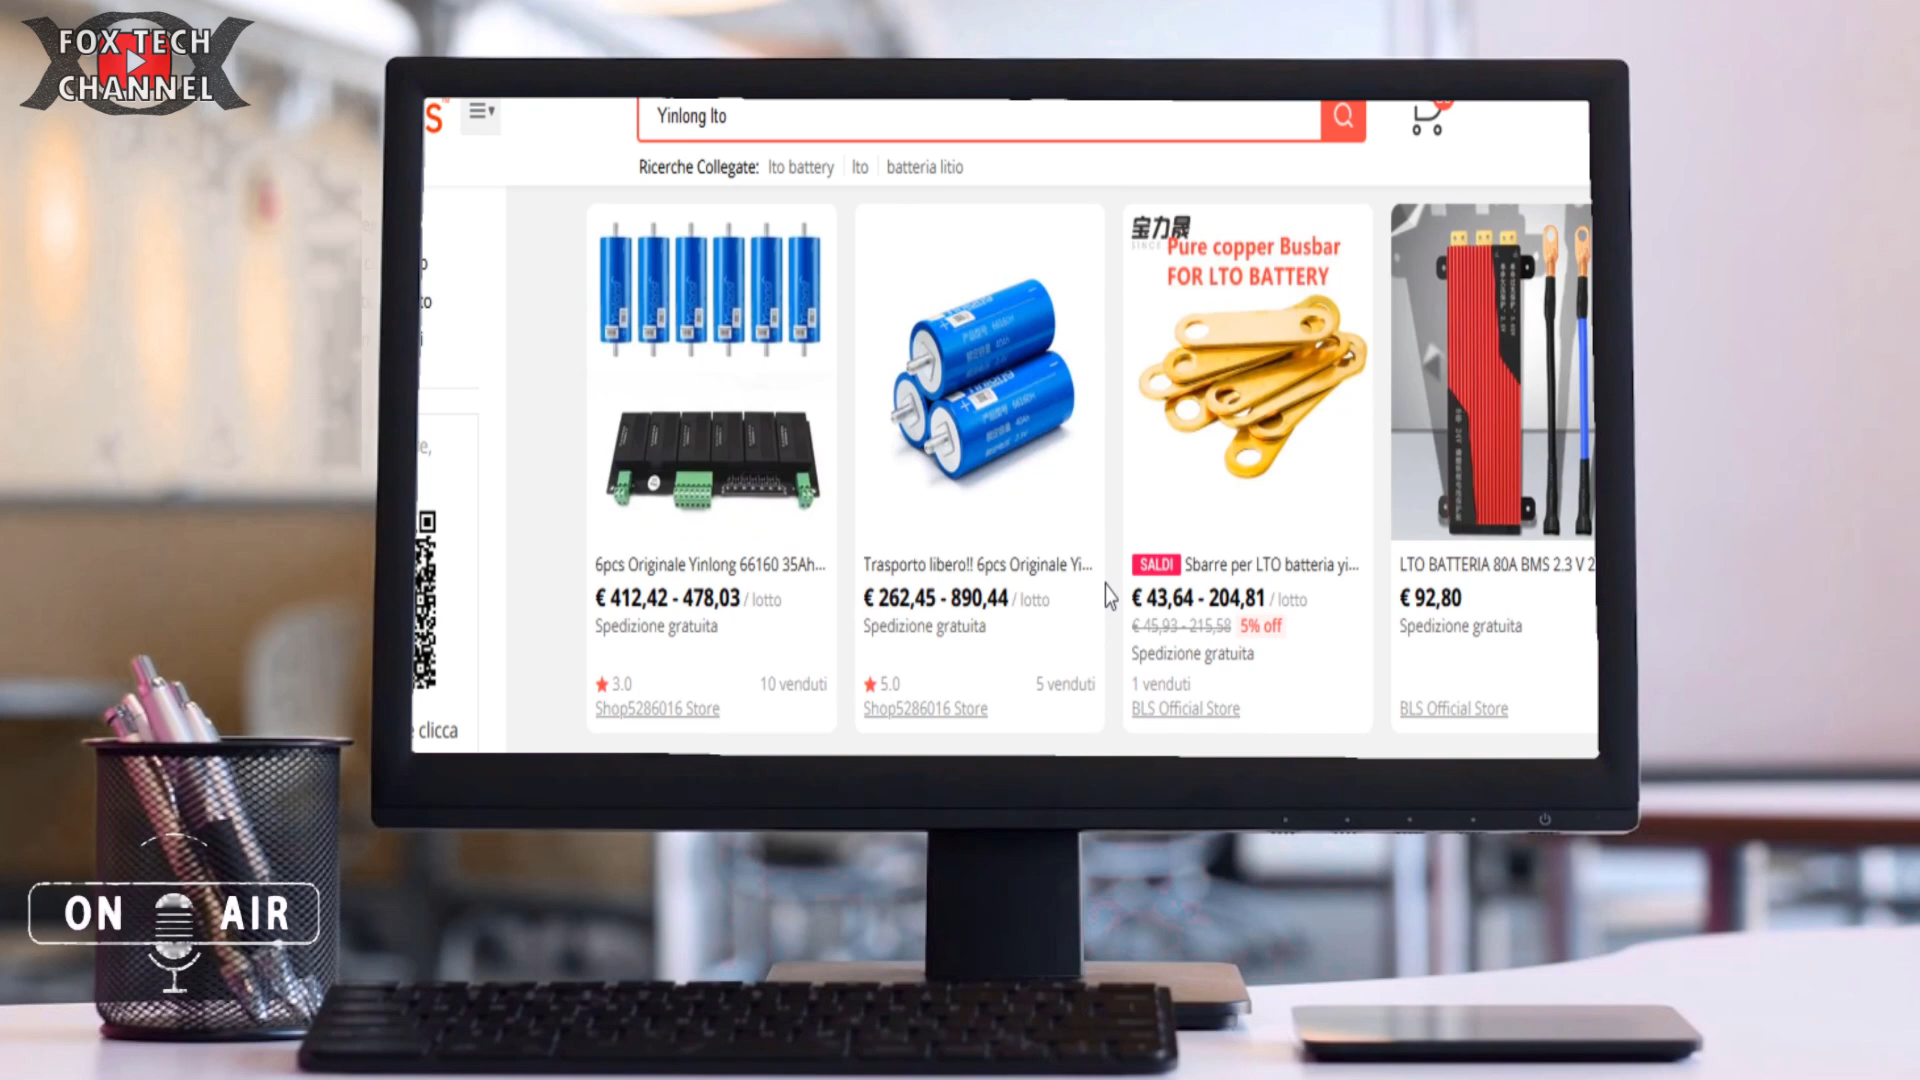 FOX TECH
CHANNEL
S
Yinlong lto
Ricerche Collegate: lto battery lto batteria litio
宝力晟
SINCE
Pure copper Busbar
FOR LTO BATTERY
6pcs Originale Yinlong 66160 35Ah...
€ 412,42 - 478,03 / lotto
Spedizione gratuita
3.0 10 venduti
Shop5286016 Store
Trasporto libero!! 6pcs Originale Yi...
€ 262,45 - 890,44 / lotto
Spedizione gratuita
5.0 5 venduti
Shop5286016 Store
SALDI Sbarre per LTO batteria yi...
€ 43,64 - 204,81 / lotto
€ 45,93 - 215,58 5% off
Spedizione gratuita
1 venduti
BLS Official Store
LTO BATTERIA 80A BMS 2.3 V 2
€ 92,80
Spedizione gratuita
BLS Official Store
clicca
ON AIR